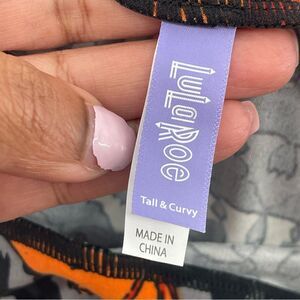 LuLaRoe
Tall & Curvy
MADE IN
CHINA